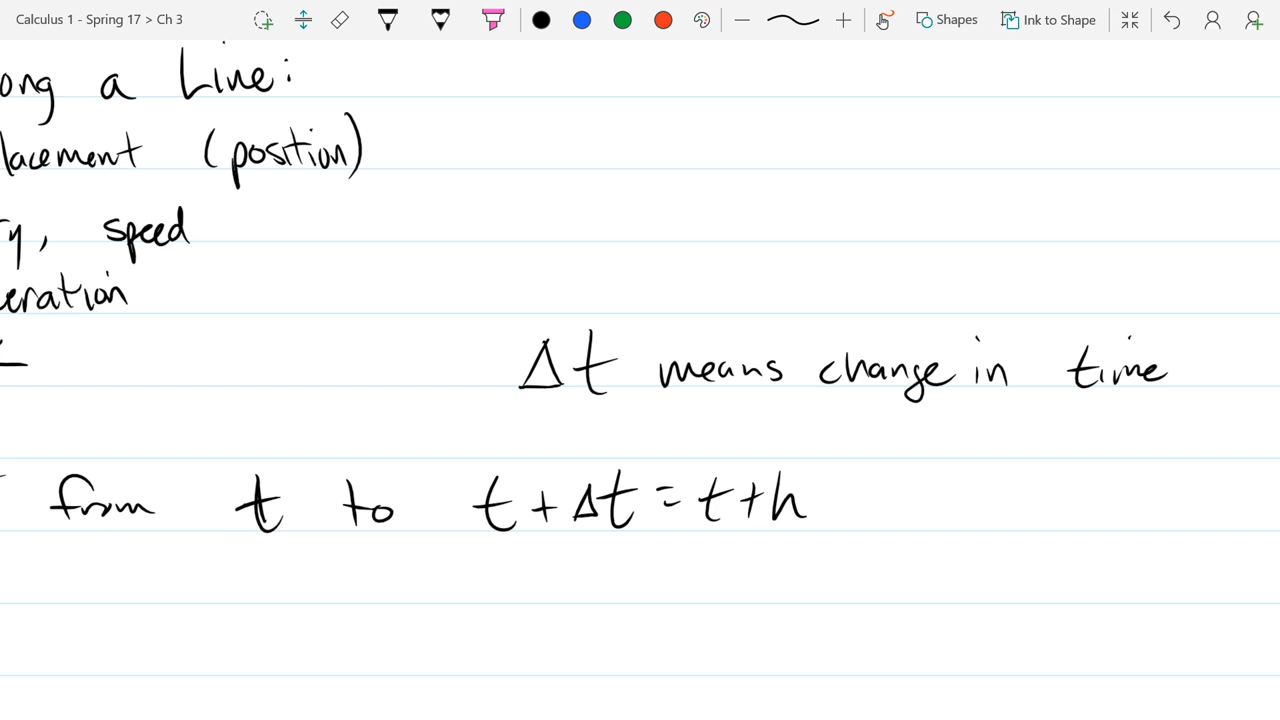 Calculus 1 - Spring 17 > Ch 3
Shapes
Ink to Shape
ong a Line:
lacement (position)
ry, speed
eration
Δt means change in time
from t to t + Δt = t + h